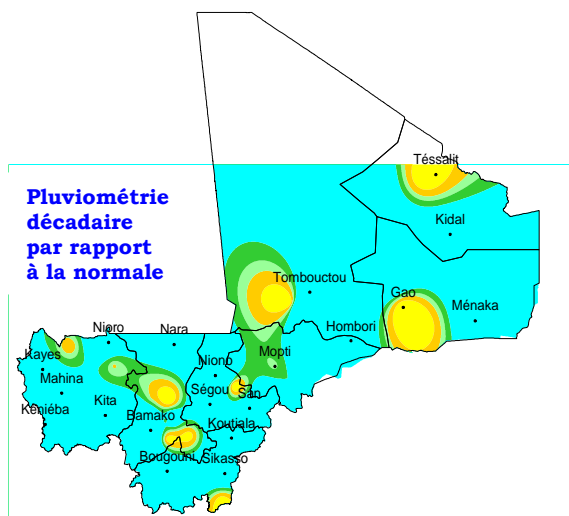 Téssalit
Pluviométrie
décadaire
par rapport
à la normale
Kidal
Tombouctou
Gao
Ménaka
Nioro
Nara
Hombori
Kayes
Niono
Mopti
Mahina
Ségou
San
Kéniéba
Kita
Bamako
Koutiala
Bougouni
Sikasso